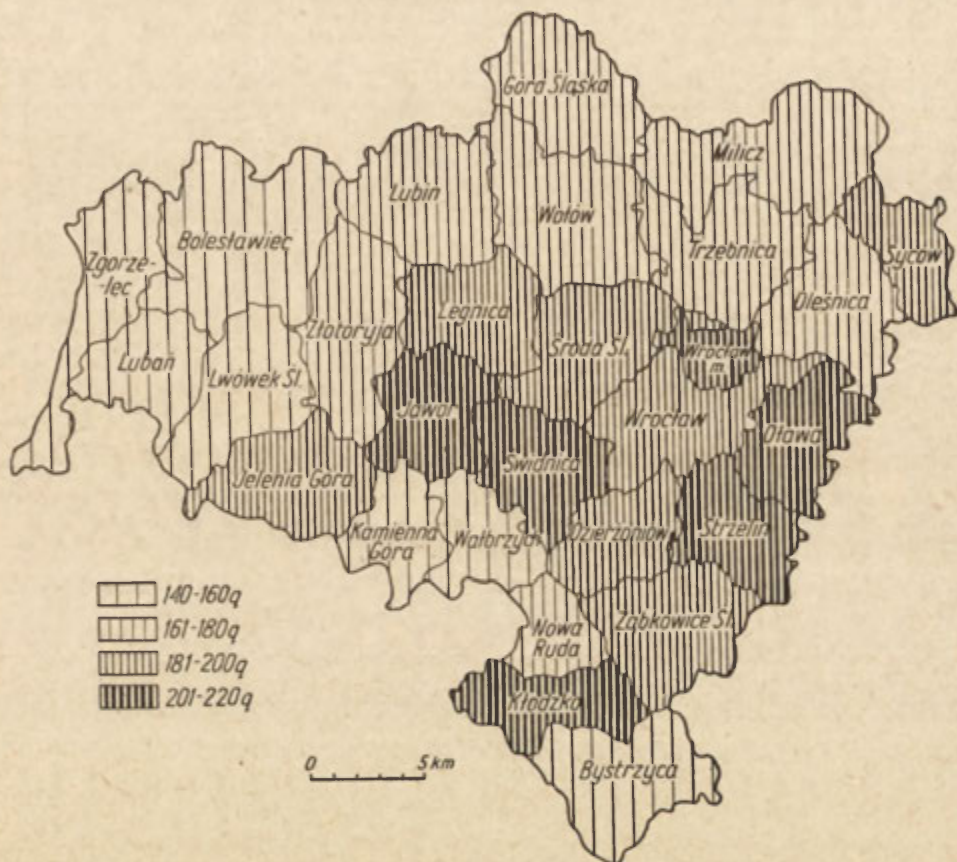 Góra Śląska
Milicz
Lubin
Wołów
Bolesławiec
Trzebnica
Syców
Zgorze-
-lec
Oleśnica
Legnica
Złotoryja
Środa Śl.
Wrocław
m.
Lubań
Lwówek Śl.
Jawor
Wrocław
Oława
Świdnica
Jelenia Góra
Kamienna
Góra
Wałbrzych
Dzierżoniów
Strzelin
Nowa
Ruda
Ząbkowice Śl.
Kłodzko
Bystrzyca
140-160q
161-180q
181-200q
201-220q
0 5 km